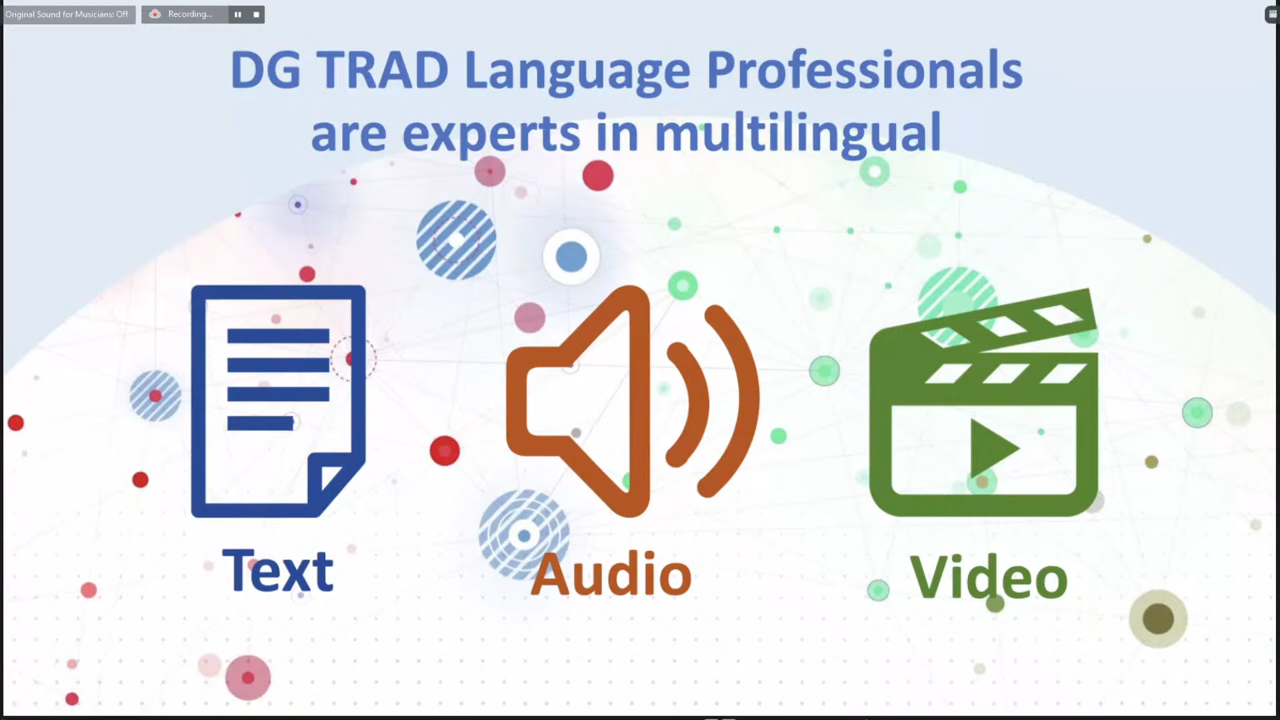 Original Sound for Musicians: Off
Recording...
DG TRAD Language Professionals
are experts in multilingual
Text
Audio
Video